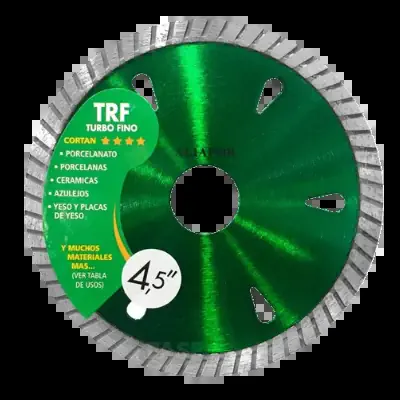 TRF
TURBO FINO
CORTAN ★★★★
• PORCELANATO
• PORCELANAS
• CERAMICAS
• AZULEJOS
• YESO Y PLACAS
DE YESO
Y MUCHOS
MATERIALES
MAS...
(VER TABLA
DE USOS)
4,5"